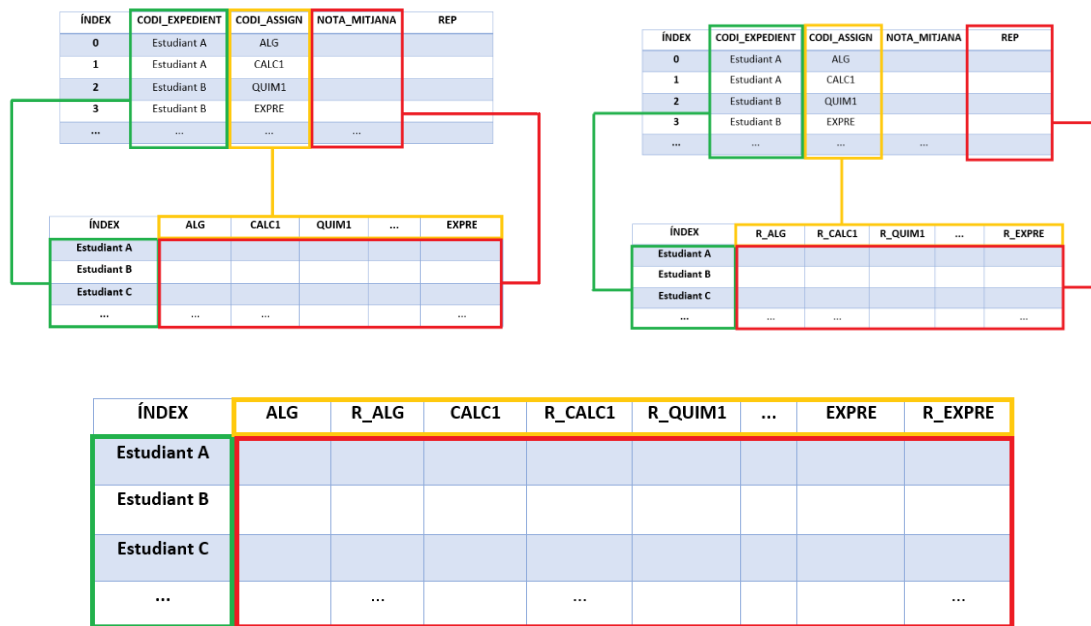 ÍNDEX CODI_EXPEDIENT CODI_ASSIGN NOTA_MITJANA REP
0 Estudiant A ALG
1 Estudiant A CALC1
2 Estudiant B QUIM1
3 Estudiant B EXPRE
... ... ... ...
ÍNDEX ALG CALC1 QUIM1 ... EXPRE
Estudiant A
Estudiant B
Estudiant C
... ... ... ...
ÍNDEX CODI_EXPEDIENT CODI_ASSIGN NOTA_MITJANA REP
0 Estudiant A ALG
1 Estudiant A CALC1
2 Estudiant B QUIM1
3 Estudiant B EXPRE
... ... ... ...
ÍNDEX R_ALG R_CALC1 R_QUIM1 ... R_EXPRE
Estudiant A
Estudiant B
Estudiant C
... ... ... ...
ÍNDEX ALG R_ALG CALC1 R_CALC1 R_QUIM1 ... EXPRE R_EXPRE
Estudiant A
Estudiant B
Estudiant C
... ... ... ...